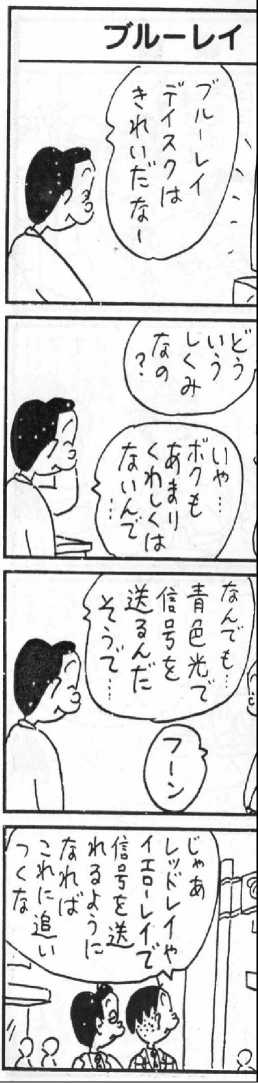 ブルーレイ
ブルーレイ
デイスクは
きれいだなー
どう
いう
しくみ
なの
?
いや…
ボクも
あまり
くわしくは
ないんで
…
なんでも…
青色光で
信号を
送るんだ
そうで…
フーン
じゃあ
レッドレイや
イエローレイで
信号を送
れるように
なれば
これに追い
つくな